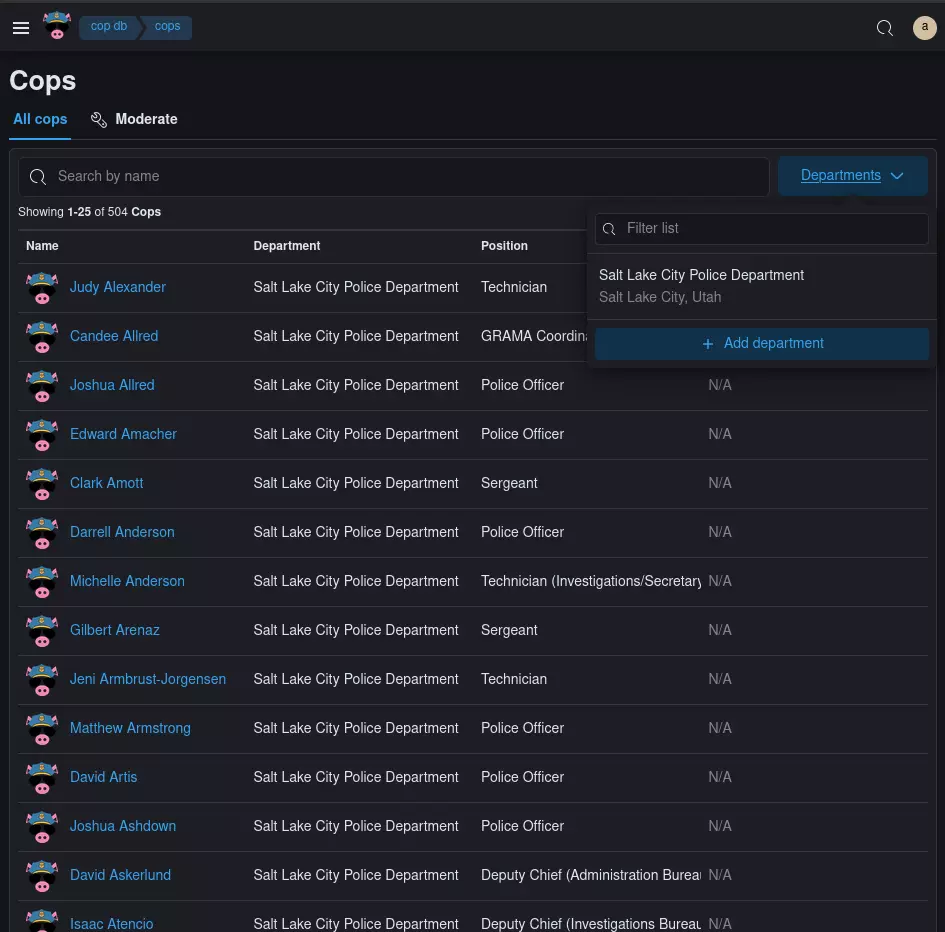 cop db
cops
a
Cops
All cops
Moderate
Search by name
Departments
Showing 1-25 of 504 Cops
Filter list
Salt Lake City Police Department
Salt Lake City, Utah
+ Add department
Name Department Position
Judy Alexander Salt Lake City Police Department Technician
Candee Allred Salt Lake City Police Department GRAMA Coordin
Joshua Allred Salt Lake City Police Department Police Officer N/A
Edward Amacher Salt Lake City Police Department Police Officer N/A
Clark Amott Salt Lake City Police Department Sergeant N/A
Darrell Anderson Salt Lake City Police Department Police Officer N/A
Michelle Anderson Salt Lake City Police Department Technician (Investigations/Secretary N/A
Gilbert Arenaz Salt Lake City Police Department Sergeant N/A
Jeni Armbrust-Jorgensen Salt Lake City Police Department Technician N/A
Matthew Armstrong Salt Lake City Police Department Police Officer N/A
David Artis Salt Lake City Police Department Police Officer N/A
Joshua Ashdown Salt Lake City Police Department Police Officer N/A
David Askerlund Salt Lake City Police Department Deputy Chief (Administration Bureau N/A
Isaac Atencio Salt Lake City Police Department Deputy Chief (Investigations Bureau N/A